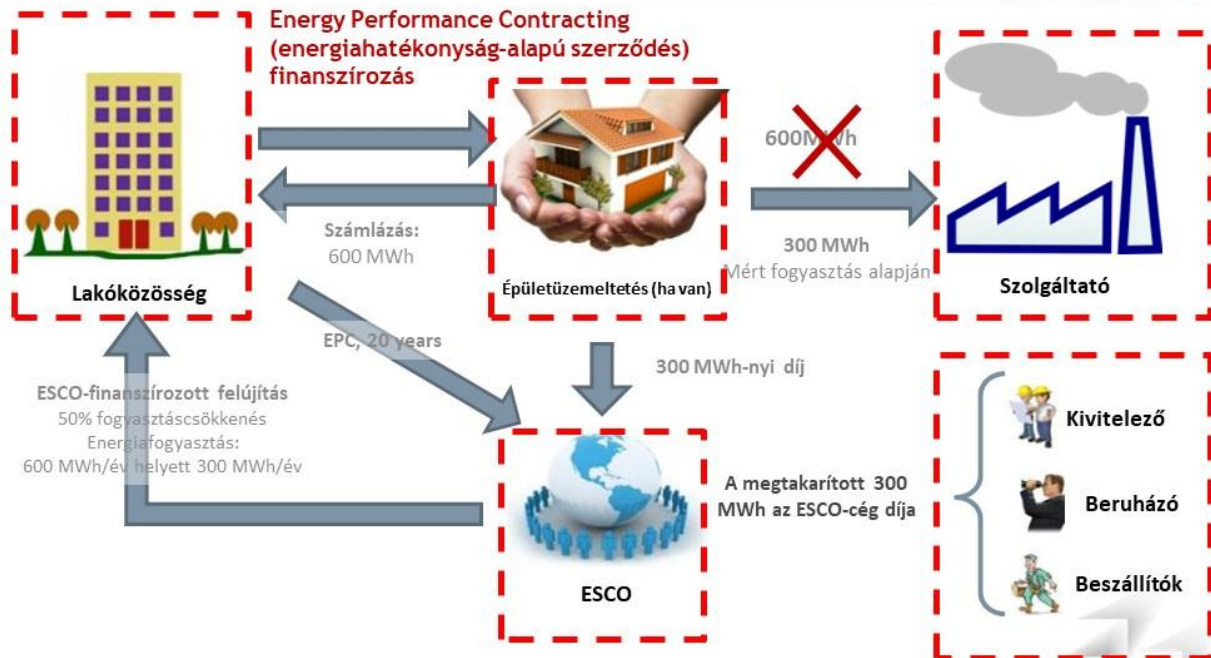 Energy Performance Contracting
(energiahatékonyság-alapú szerződés)
finanszírozás
600MWh
Számlázás:
600 MWh
300 MWh
Mért fogyasztás alapján
Lakóközösség
Épületüzemeltetés (ha van)
Szolgáltató
EPC, 20 years
300 MWh-nyi díj
ESCO-finanszírozott felújítás
50% fogyasztáscsökkenés
Energiafogyasztás:
600 MWh/év helyett 300 MWh/év
A megtakarított 300
MWh az ESCO-cég díja
ESCO
Kivitelező
Beruházó
Beszállítók